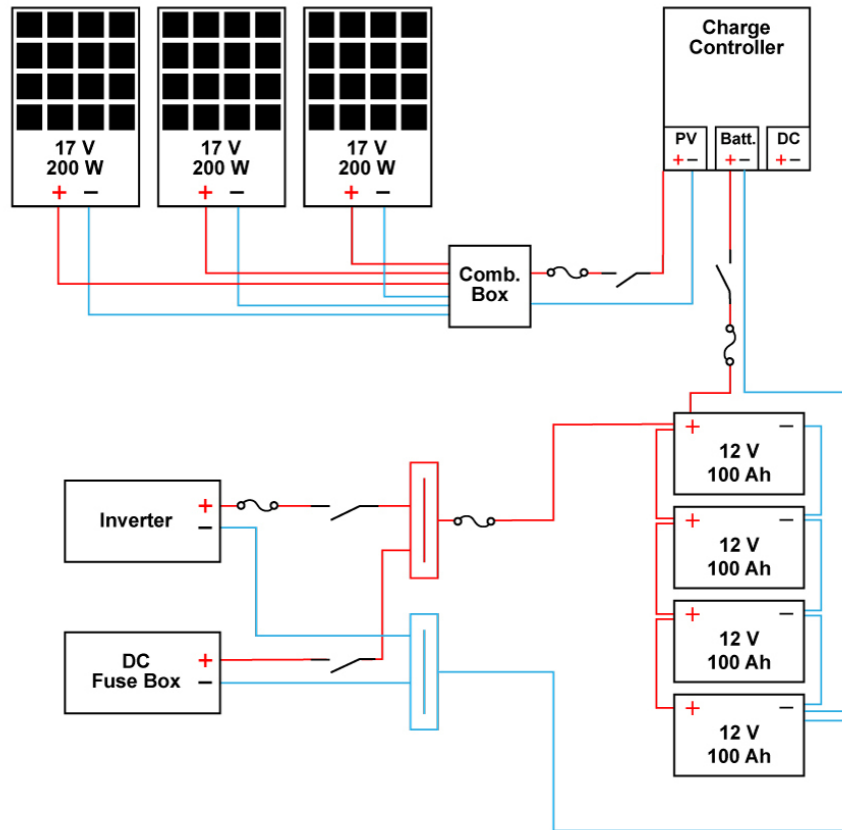 17 V
200 W
+ −
17 V
200 W
+ −
17 V
200 W
+ −
Charge
Controller
PV
+ −
Batt.
+ −
DC
+ −
Comb.
Box
+ −
12 V
100 Ah
+ −
12 V
100 Ah
+ −
12 V
100 Ah
+ −
12 V
100 Ah
Inverter
+
−
DC
Fuse Box
+
−